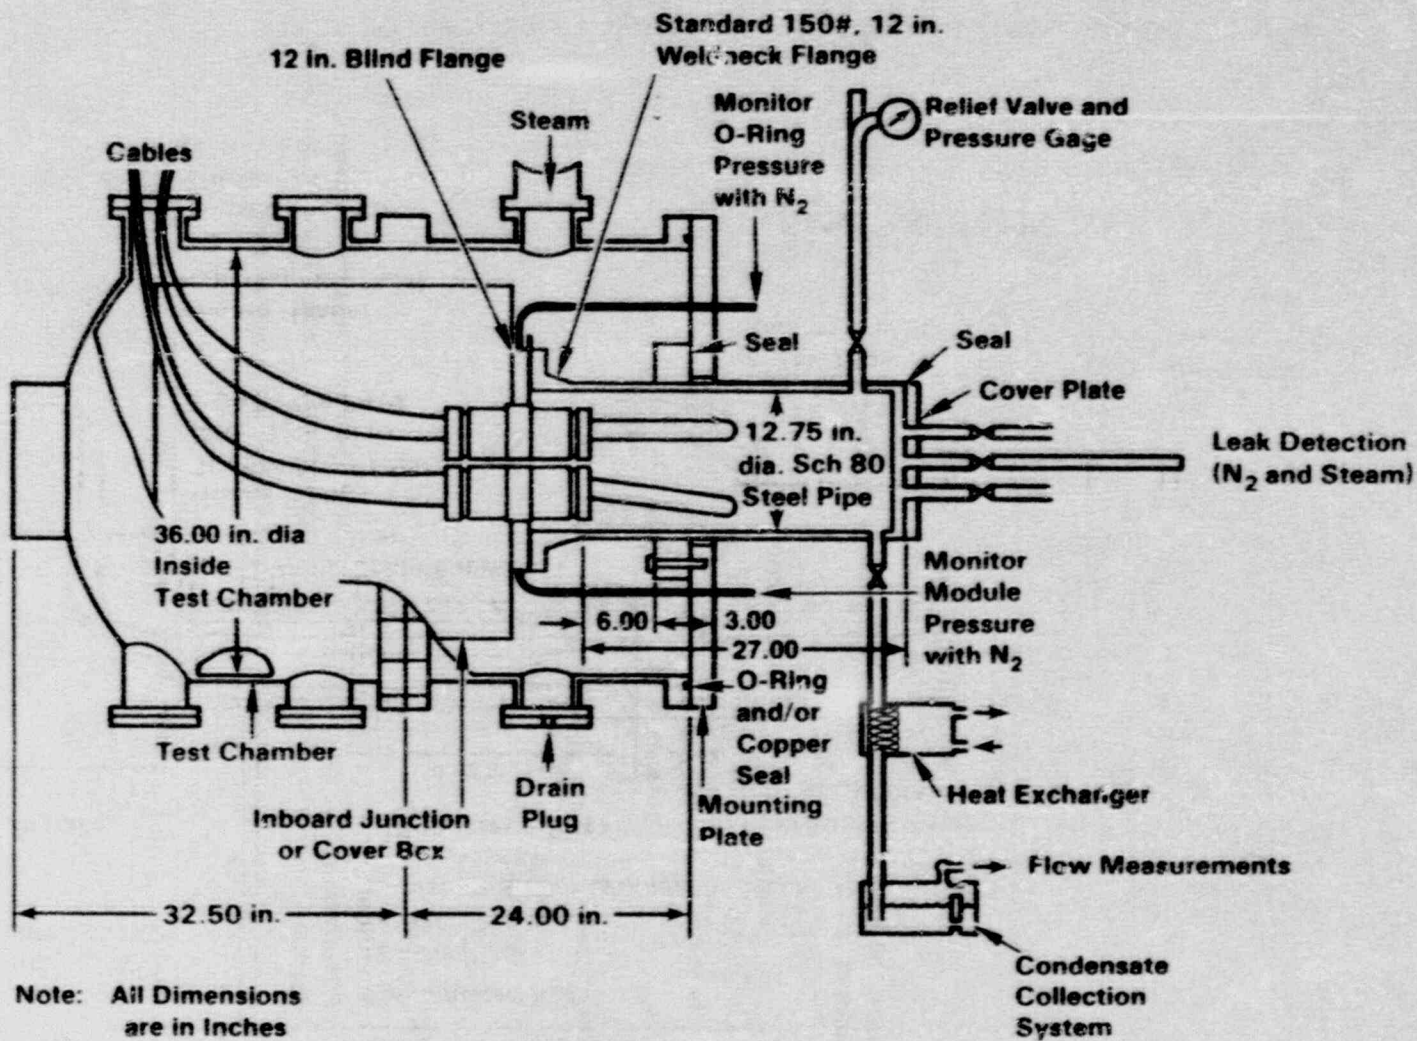 Standard 150#, 12 in.
Weldneck Flange
12 in. Blind Flange
Monitor
O-Ring
Pressure
with N2
Relief Valve and
Pressure Gage
Steam
Cables
Seal
Seal
Cover Plate
12.75 in.
dia. Sch 80
Steel Pipe
Leak Detection
(N2 and Steam)
36.00 in. dia
Inside
Test Chamber
Monitor
Module
Pressure
with N2
6.00
3.00
27.00
O-Ring
and/or
Copper
Seal
Test Chamber
Drain
Plug
Mounting
Plate
Heat Exchanger
Inboard Junction
or Cover Box
Flow Measurements
32.50 in.
24.00 in.
Condensate
Collection
System
Note: All Dimensions
are in Inches